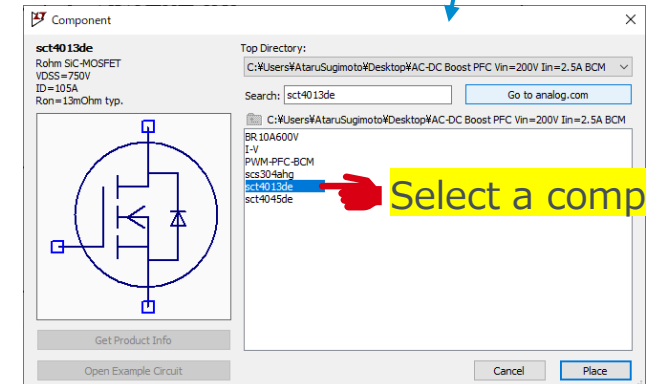 Component
sct4013de
Rohm SiC-MOSFET
VDSS=750V
ID=105A
Ron=13mOhm typ.
Top Directory:
C:¥Users¥AtaruSugimoto¥Desktop¥AC-DC Boost PFC Vin=200V Iin=2.5A BCM
Search: sct4013de
Go to analog.com
C:¥Users¥AtaruSugimoto¥Desktop¥AC-DC Boost PFC Vin=200V Iin=2.5A BCM
BR10A600V
I-V
PWM-PFC-BCM
scs304ahg
sct4013de
sct4045de
Select a comp
Get Product Info
Open Example Circuit
Cancel
Place